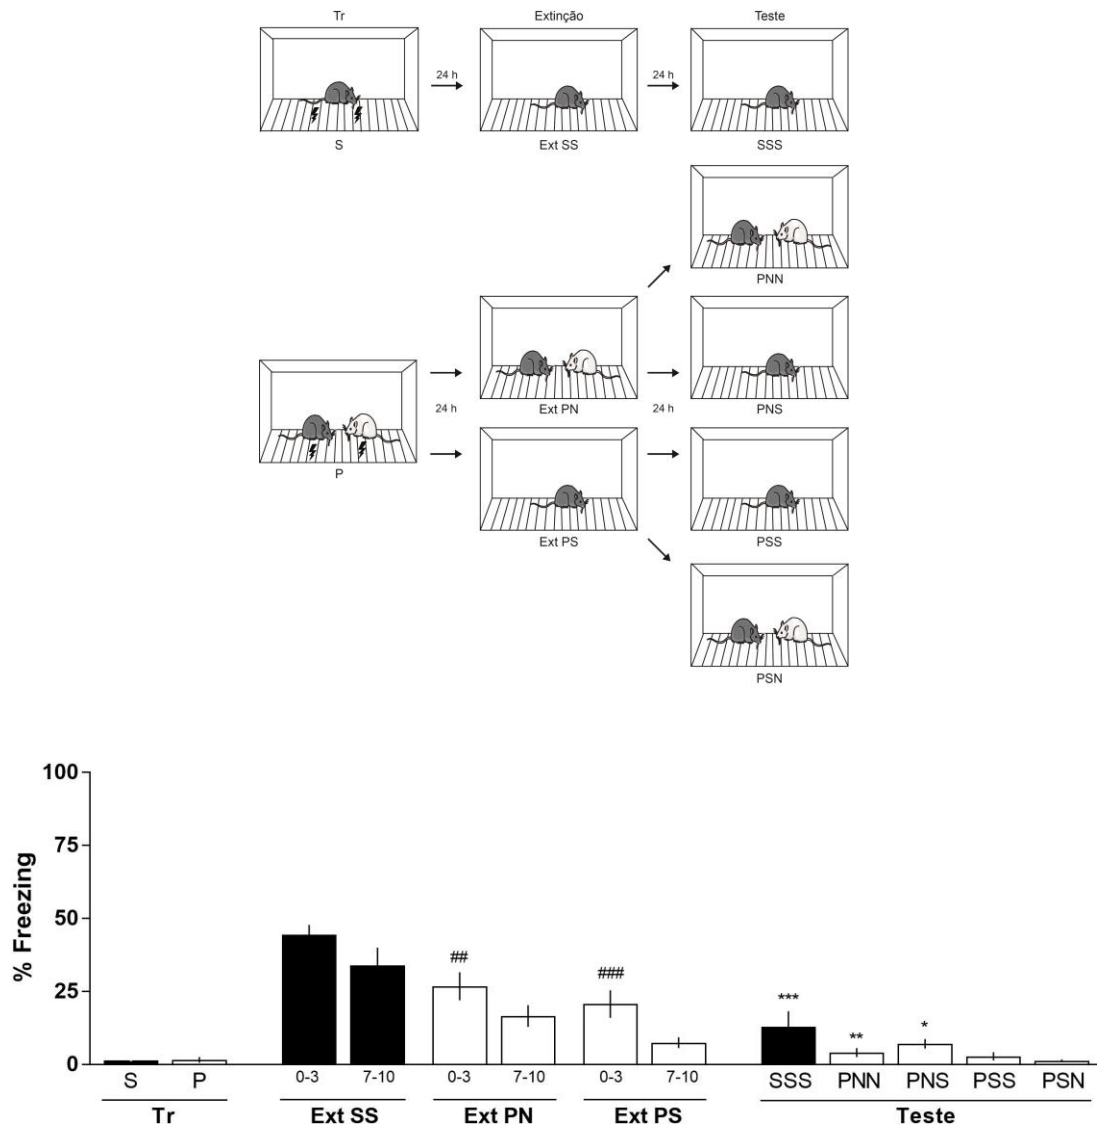 Tr Extinção Teste
24 h 24 h
S Ext SS SSS
PNN
Ext PN PNS
24 h 24 h
P
Ext PS PSS
PSN
100
75
50
25
0
% Freezing
## ### *** ** *
S P 0-3 7-10 0-3 7-10 0-3 7-10 SSS PNN PNS PSS PSN
Tr Ext SS Ext PN Ext PS Teste